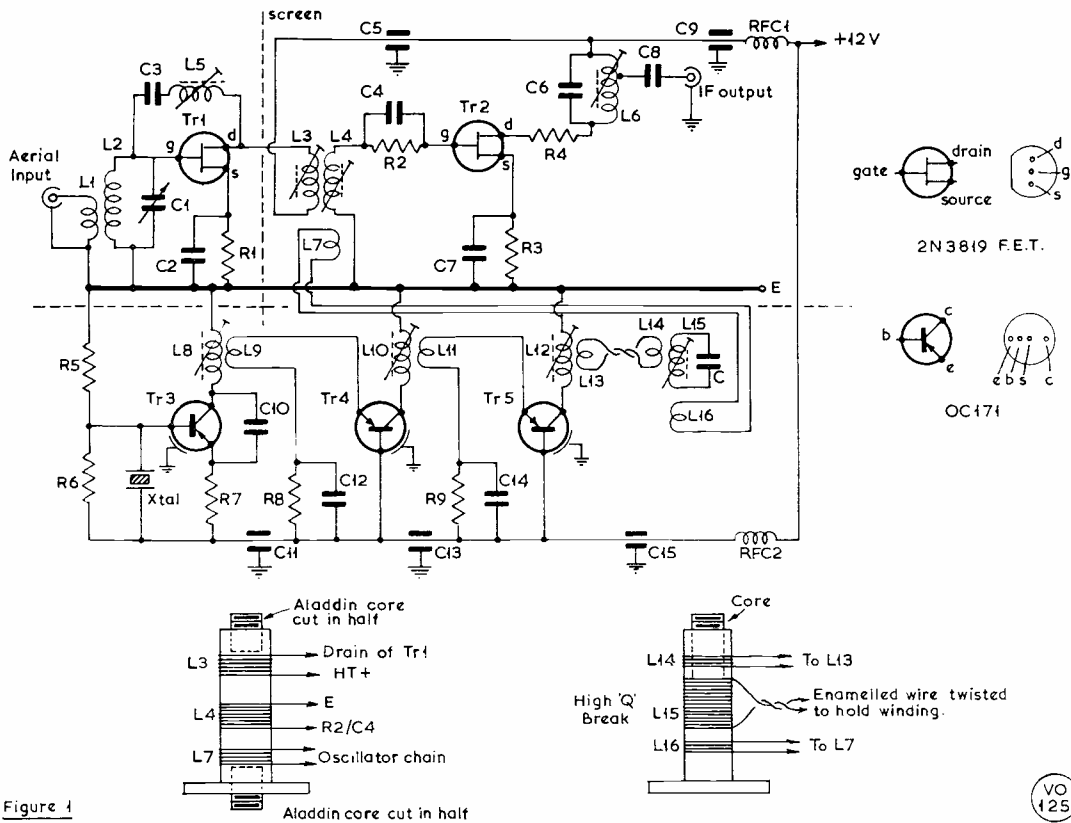 screen
C5
C9
RFC1
+12V
C3
L5
C8
C4
C6
IF output
Tr1
Tr2
L6
d
L3
L4
g
d
L2
g
R2
R4
Aerial
Input
s
s
drain
d
L1
gate
g
C1
source
s
L7
R3
R1
C2
C7
2N3819 F.E.T.
E
c
L14
L15
R5
L8
L9
L10
L11
L12
b
L13
C
e
e b s c
Tr3
C10
Tr4
Tr5
L16
OC171
R6
Xtal
R7
R8
C12
R9
C14
C11
C13
C15
RFC2
Aladdin core
cut in half
Core
L3
Drain of Tr1
HT+
L14
To L13
L4
E
R2/C4
High 'Q'
Break
L15
Enamelled wire twisted
to hold winding.
L7
Oscillator chain
L16
To L7
Figure 1
Aladdin core cut in half
VO
125